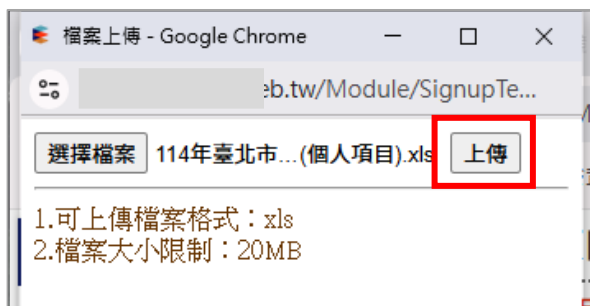 檔案上傳 - Google Chrome
eb.tw/Module/SignupTe...
選擇檔案 114年臺北市...(個人項目).xls 上傳
1.可上傳檔案格式：xls
2.檔案大小限制：20MB